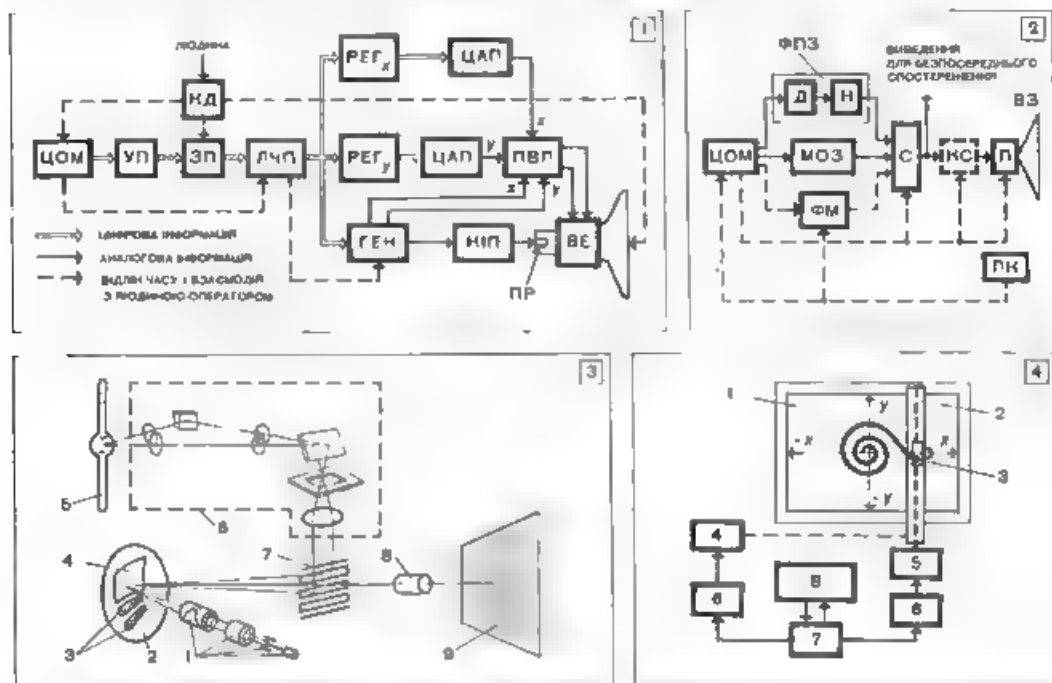 1
ЛЮДИНА
РЕГx
ЦАП
КД
x
ЦОМ
УП
ЗП
ЛЧП
РЕГy
ЦАП
y
ПВП
x
y
ГЕН
НІП
ВЕ
ПР
ЦИФРОВА ІНФОРМАЦІЯ
АНАЛОГОВА ІНФОРМАЦІЯ
ВІДЛІК ЧАСУ І ВЗАЄМОДІЇ
З ЛЮДИНОЮ-ОПЕРАТОРОМ
2
ФПЗ
ВИВЕДЕННЯ
ДЛЯ БЕЗПОСЕРЕДНЬОГО
СПОСТЕРЕЖЕННЯ
Д
Н
ВЗ
ЦОМ
МОЗ
С
КС
П
ФМ
ПК
3
5
6
4
7
8
3
2
1
9
4
1
y
2
x
x
3
y
4
5
6
8
6
7